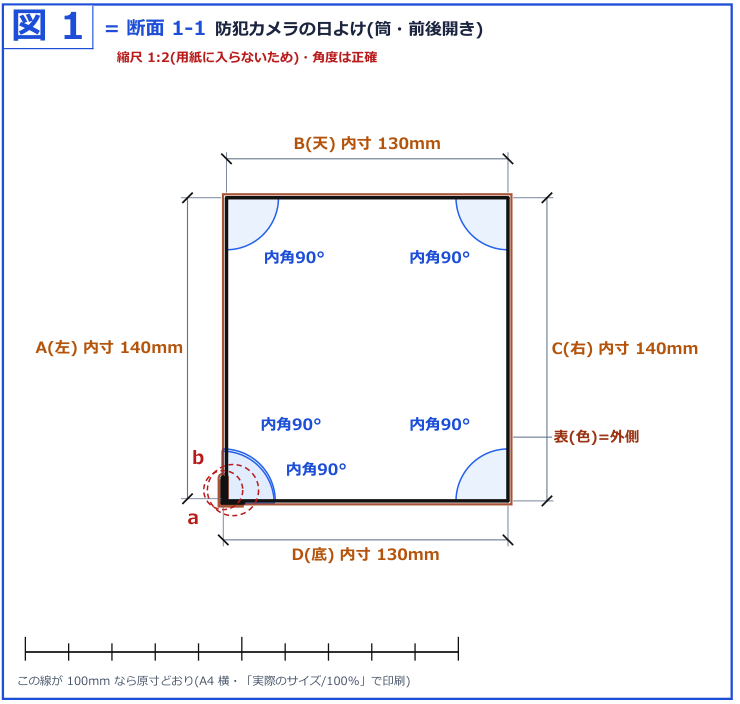 図 1 = 断面 1-1 防犯カメラの日よけ(筒・前後開き)
縮尺 1:2(用紙に入らないため)・角度は正確
B(天) 内寸 130mm
内角90° 内角90°
A(左) 内寸 140mm
C(右) 内寸 140mm
内角90° 内角90°
表(色)=外側
b
内角90°
a
D(底) 内寸 130mm
この線が 100mm なら原寸どおり(A4 横・「実際のサイズ/100%」で印刷)